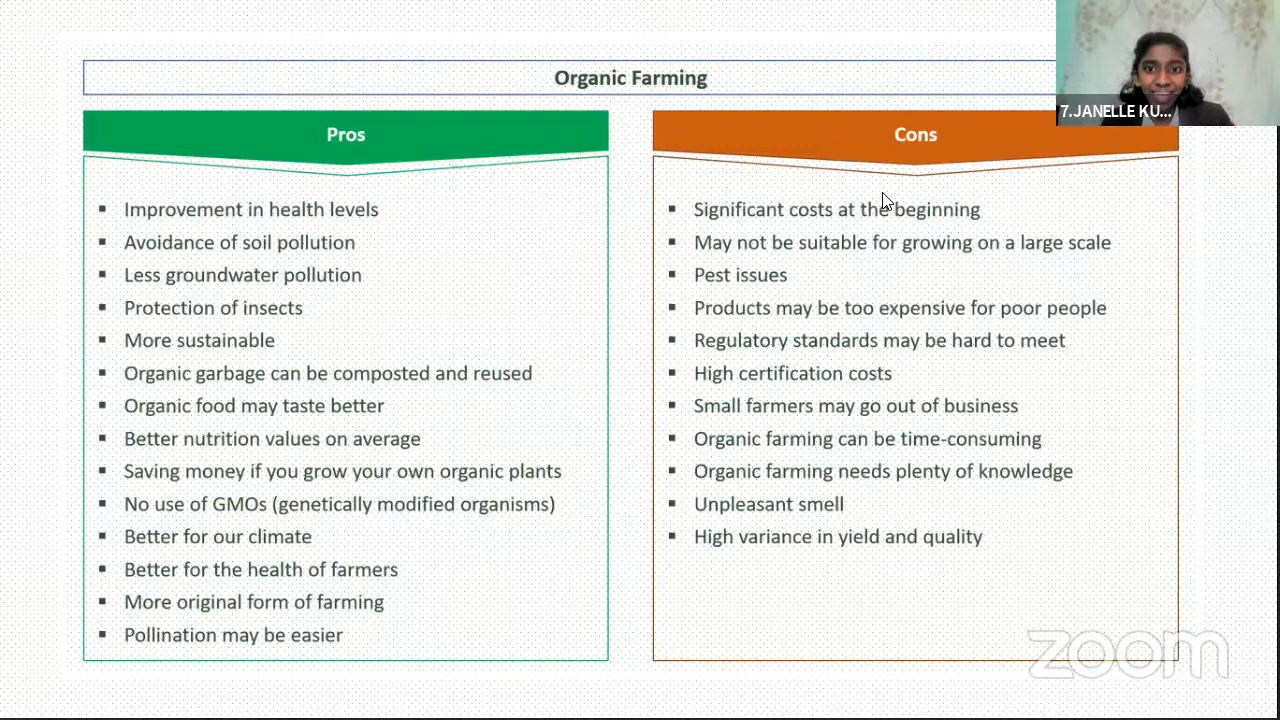 Organic Farming
7.JANELLE KU...
Pros
Improvement in health levels
Avoidance of soil pollution
Less groundwater pollution
Protection of insects
More sustainable
Organic garbage can be composted and reused
Organic food may taste better
Better nutrition values on average
Saving money if you grow your own organic plants
No use of GMOs (genetically modified organisms)
Better for our climate
Better for the health of farmers
More original form of farming
Pollination may be easier
Cons
Significant costs at the beginning
May not be suitable for growing on a large scale
Pest issues
Products may be too expensive for poor people
Regulatory standards may be hard to meet
High certification costs
Small farmers may go out of business
Organic farming can be time-consuming
Organic farming needs plenty of knowledge
Unpleasant smell
High variance in yield and quality
zoom